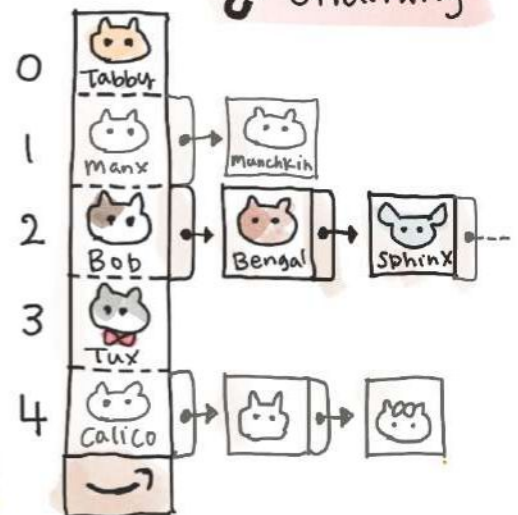 Chaining
0
Tabby
1
Manx
Munchkin
2
Bob
Bengal
Sphinx
3
Tux
4
Calico